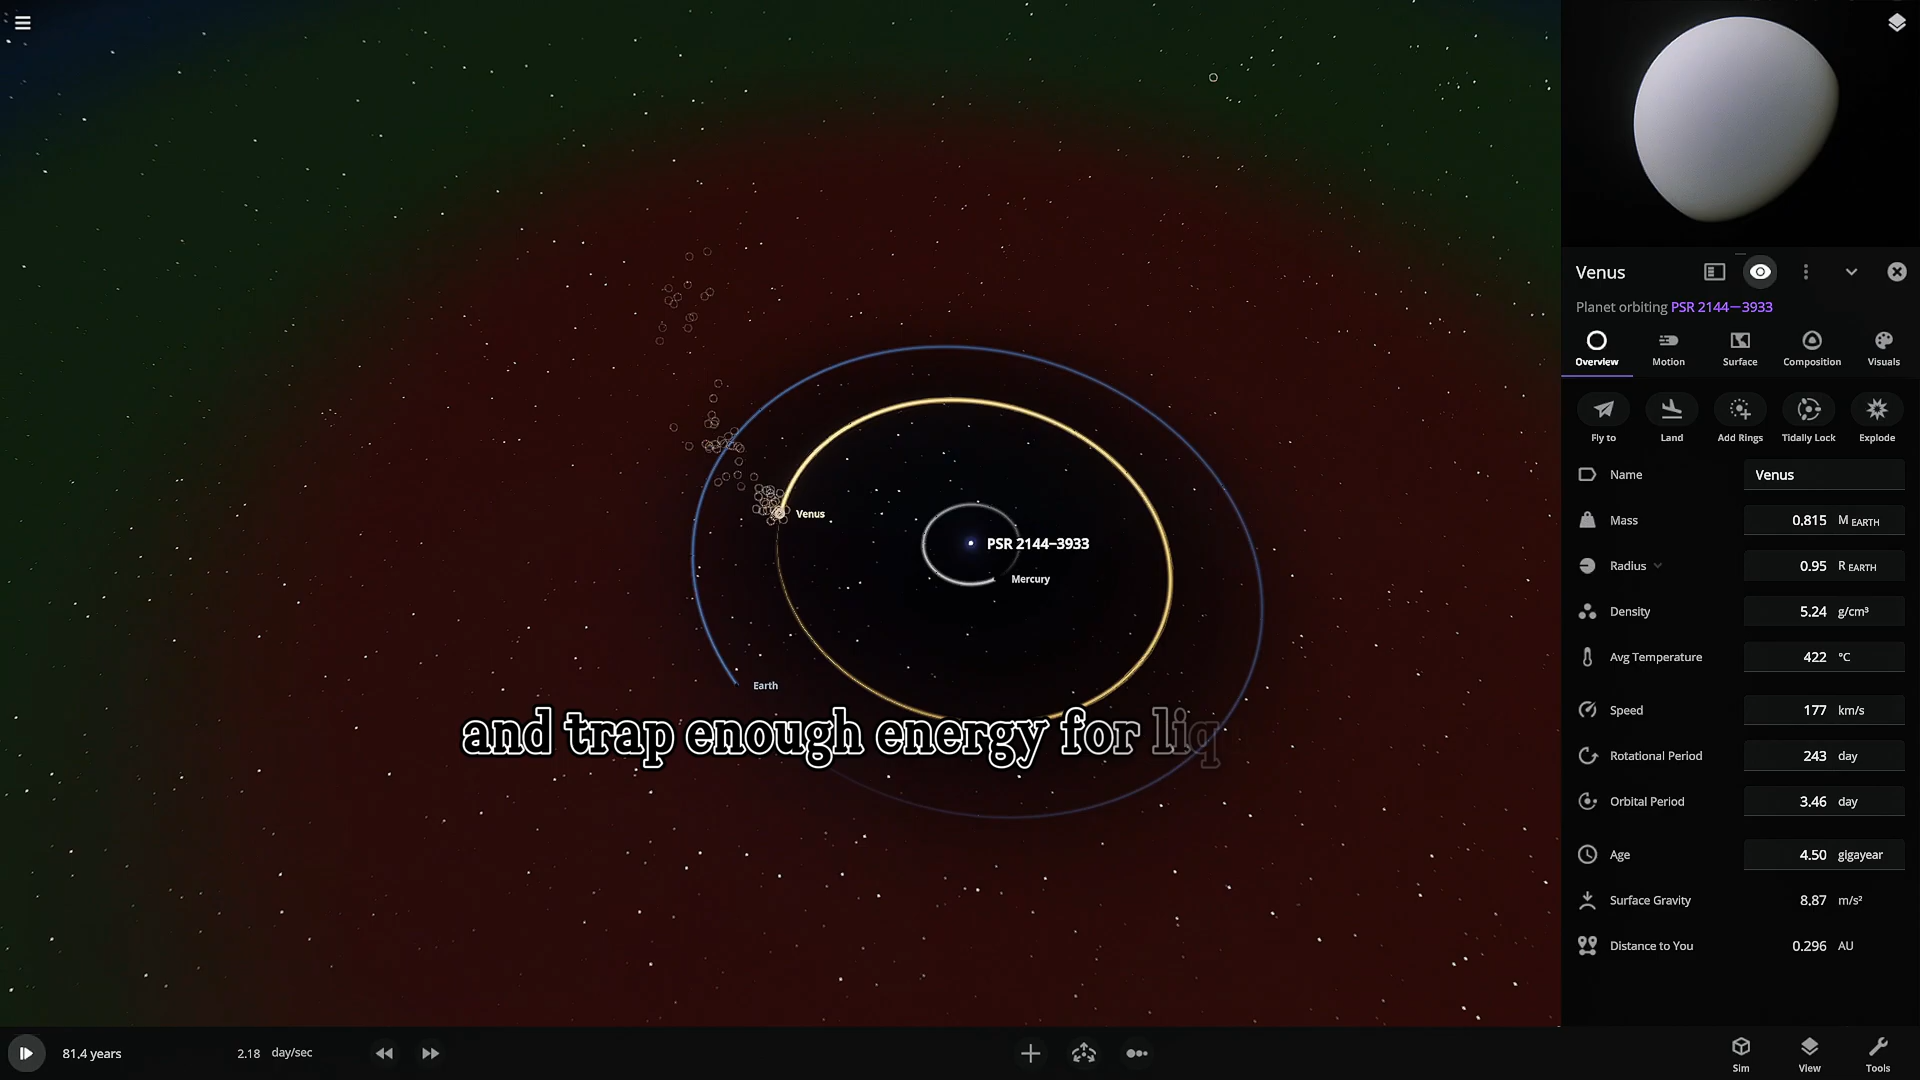 Venus
Planet orbiting PSR 2144−3933
Overview
Motion
Surface
Composition
Visuals
Fly to
Land
Add Rings
Tidally Lock
Explode
Name Venus
Mass 0.815 M EARTH
Radius 0.95 R EARTH
Density 5.24 g/cm³
Avg Temperature 422 °C
Speed 177 km/s
Rotational Period 243 day
Orbital Period 3.46 day
Age 4.50 gigayear
Surface Gravity 8.87 m/s²
Distance to You 0.296 AU
Venus
PSR 2144−3933
Mercury
Earth
and trap enough energy for liq
81.4 years
2.18 day/sec
Sim
View
Tools